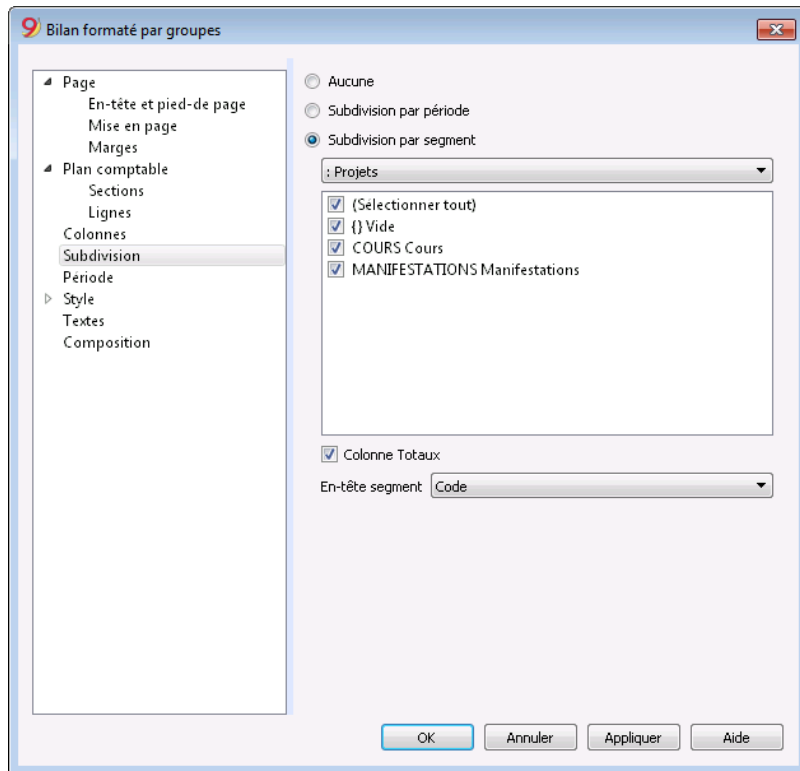 Bilan formaté par groupes
Page
En-tête et pied-de page
Mise en page
Marges
Plan comptable
Sections
Lignes
Colonnes
Subdivision
Période
Style
Textes
Composition
Aucune
Subdivision par période
Subdivision par segment
: Projets
(Sélectionner tout)
{} Vide
COURS Cours
MANIFESTATIONS Manifestations
Colonne Totaux
En-tête segment Code
OK Annuler Appliquer Aide